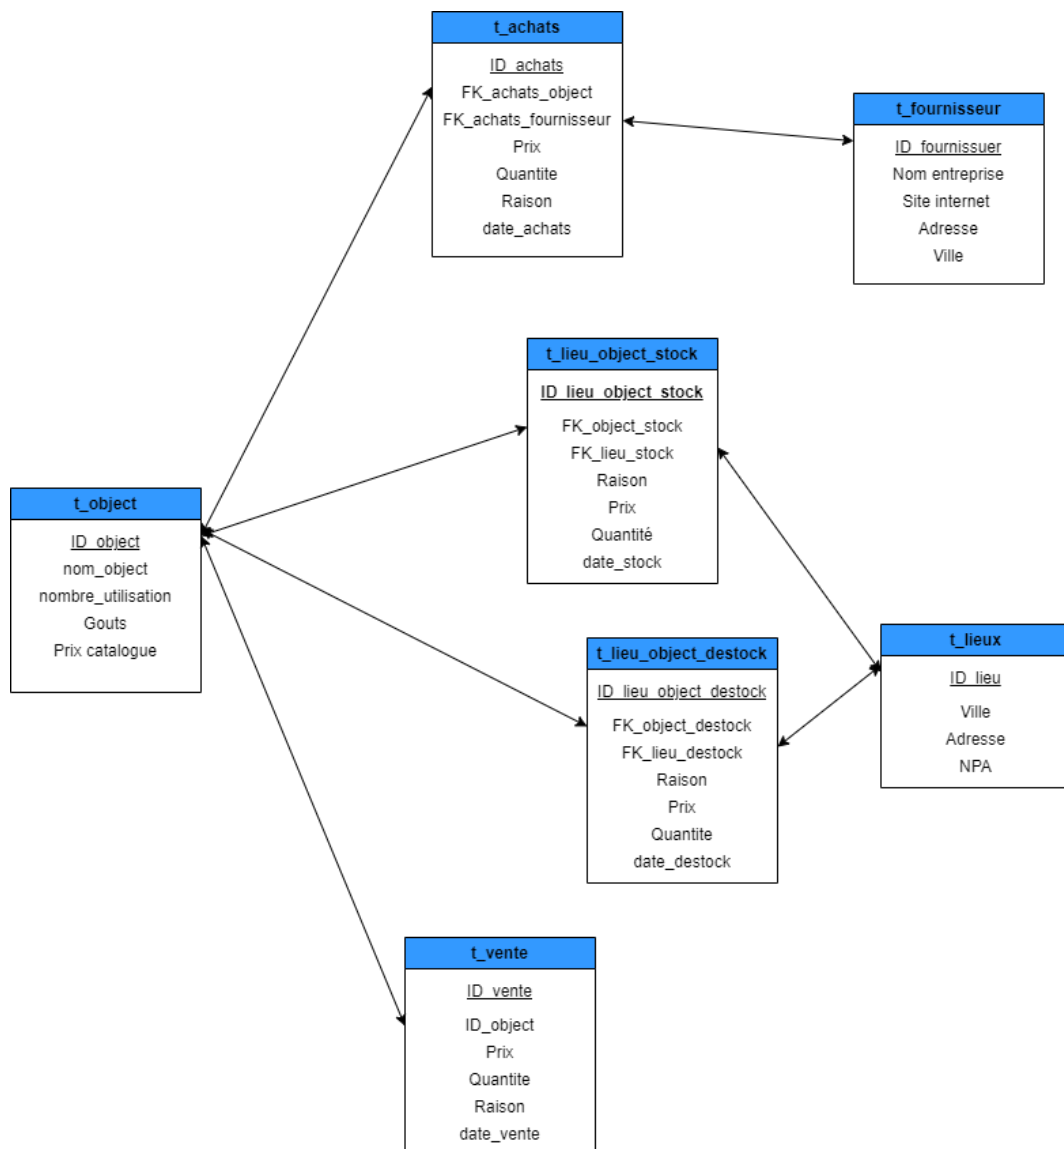 t_achats
ID_achats
FK_achats_object
FK_achats_fournisseur
Prix
Quantite
Raison
date_achats
t_fournisseur
ID_fournissuer
Nom entreprise
Site internet
Adresse
Ville
t_lieu_object_stock
ID_lieu_object_stock
FK_object_stock
FK_lieu_stock
Raison
Prix
Quantité
date_stock
t_object
ID_object
nom_object
nombre_utilisation
Gouts
Prix catalogue
t_lieu_object_destock
ID_lieu_object_destock
FK_object_destock
FK_lieu_destock
Raison
Prix
Quantite
date_destock
t_lieux
ID_lieu
Ville
Adresse
NPA
t_vente
ID_vente
ID_object
Prix
Quantite
Raison
date_vente